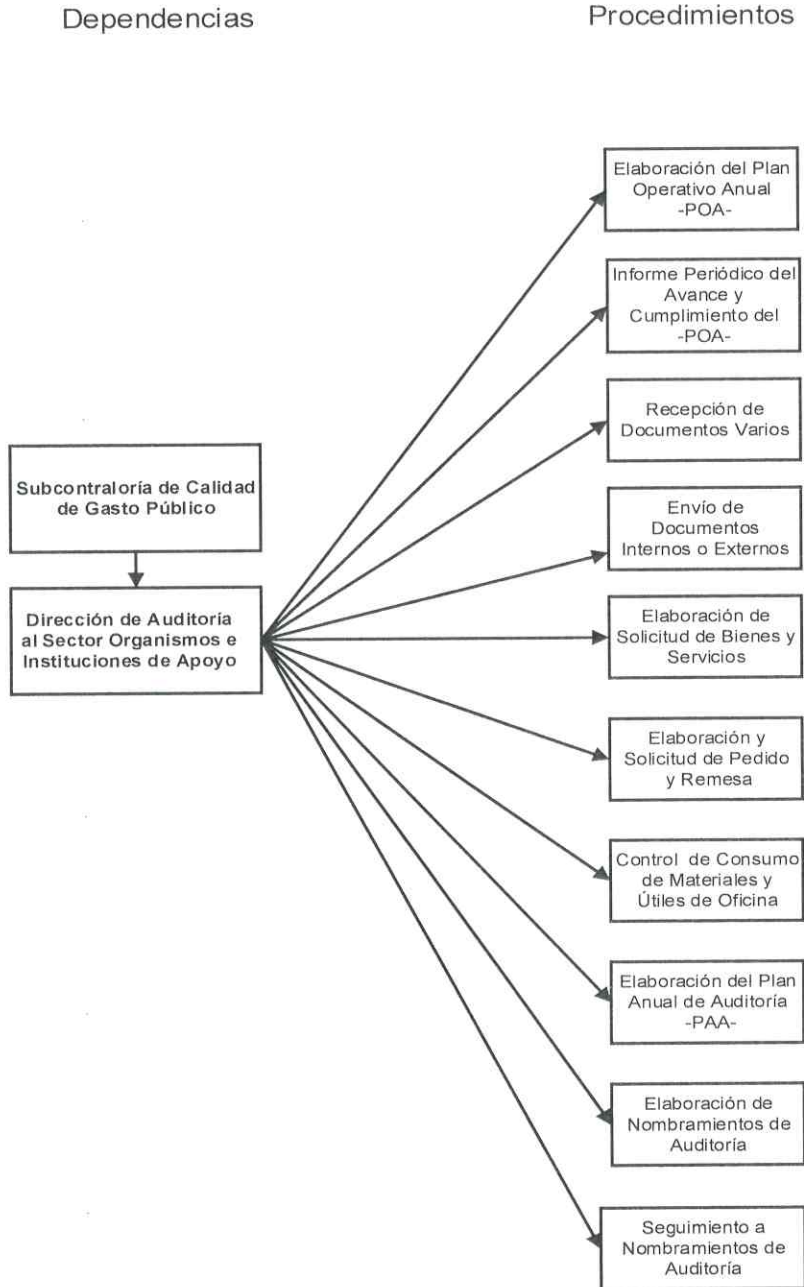 Dependencias
Procedimientos
Elaboración del Plan
Operativo Anual
-POA-
Informe Periódico del
Avance y
Cumplimiento del
-POA-
Recepción de
Documentos Varios
Subcontraloría de Calidad
de Gasto Público
Envío de
Documentos
Internos o Externos
Dirección de Auditoría
al Sector Organismos e
Instituciones de Apoyo
Elaboración de
Solicitud de Bienes y
Servicios
Elaboración y
Solicitud de Pedido
y Remesa
Control de Consumo
de Materiales y
Útiles de Oficina
Elaboración del Plan
Anual de Auditoría
-PAA-
Elaboración de
Nombramientos de
Auditoría
Seguimiento a
Nombramientos de
Auditoría